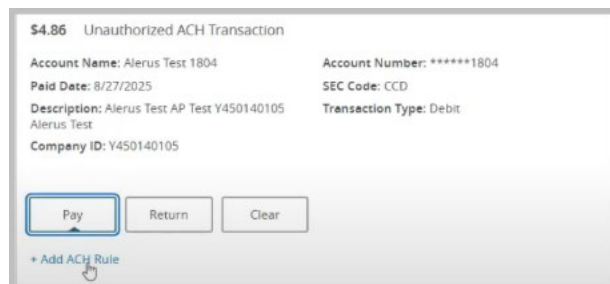 $4.86 Unauthorized ACH Transaction
Account Name: Alerus Test 1804 Account Number: ******1804
Paid Date: 8/27/2025 SEC Code: CCD
Description: Alerus Test AP Test Y450140105 Transaction Type: Debit
Alerus Test
Company ID: Y450140105
Pay Return Clear
+ Add ACH Rule